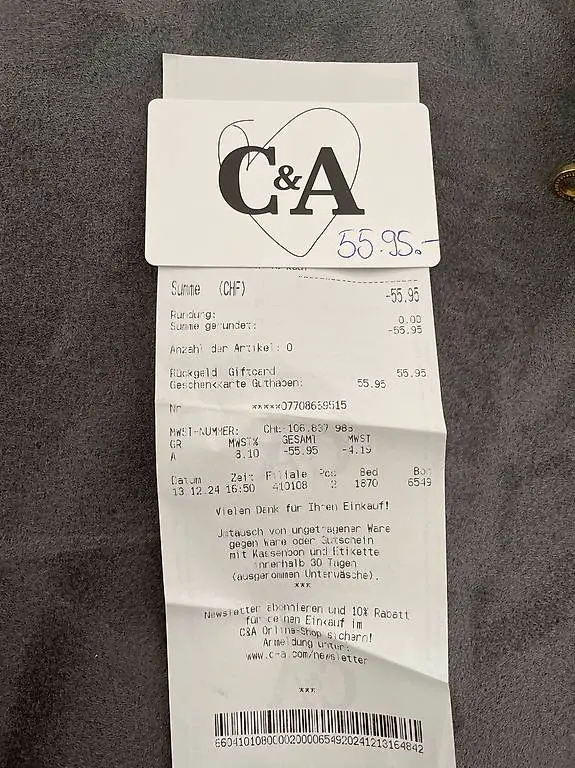 C&A
55.95.-
Summe (CHF) -55.95
Rundung: 0.00
Summe gerundet: -55.95
Anzahl der Artikel: 0
Rückgeld Giftcard 55.95
Geschenkkarte Guthaben: 55.95
Nr *****07708669515
MWST-NUMMER: CHE-106.837.983
GR MWST% GESAMT MWST
A 8.10 -55.95 -4.19
Datum Zeit Filiale Pos Bed Bon
13.12.24 16:50 410108 2 1870 6549
Vielen Dank für Ihren Einkauf!
Umtausch von ungetragener Ware
gegen Ware oder Gutschein
mit Kassenbon und Etikette
innerhalb 30 Tagen
(ausgenommen Unterwäsche).
***
Newsletter abonnieren und 10% Rabatt
für deinen Einkauf im
C&A Online-Shop sichern!
Anmeldung unter:
www.c-a.com/newsletter
***
66041010800002000065492024121316484​2